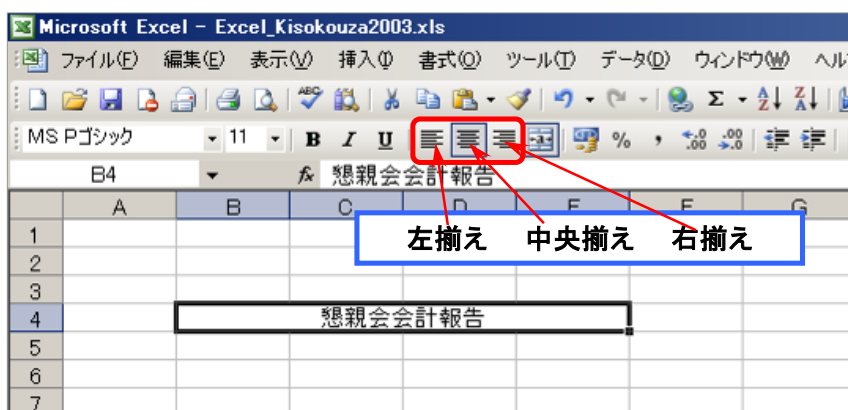 Microsoft Excel - Excel_Kisokouza2003.xls
ファイル(F) 編集(E) 表示(V) 挿入(I) 書式(O) ツール(T) データ(D) ウィンドウ(W) ヘル
MS Pゴシック 11 B I U % ,
B4 fx 懇親会会計報告
A B C D E F G
左揃え 中央揃え 右揃え
1
2
3
4 懇親会会計報告
5
6
7